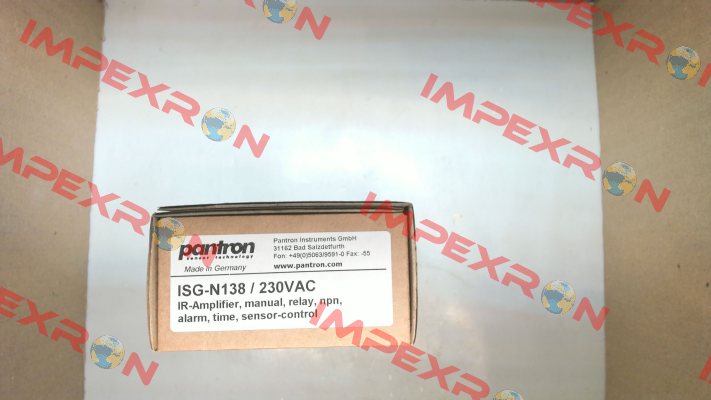 IMPEXRON
IMPEXRON
IMPEXRON
IMPEXRON
IMPEXRON
IMPEXRON
IMPEXRON
pantron
sensor technology
Made in Germany
Pantron Instruments GmbH
31162 Bad Salzdetfurth
Fon: +49(0)5063/9591-0 Fax: -55
www.pantron.com
ISG-N138 / 230VAC
IR-Amplifier, manual, relay, npn,
alarm, time, sensor-control